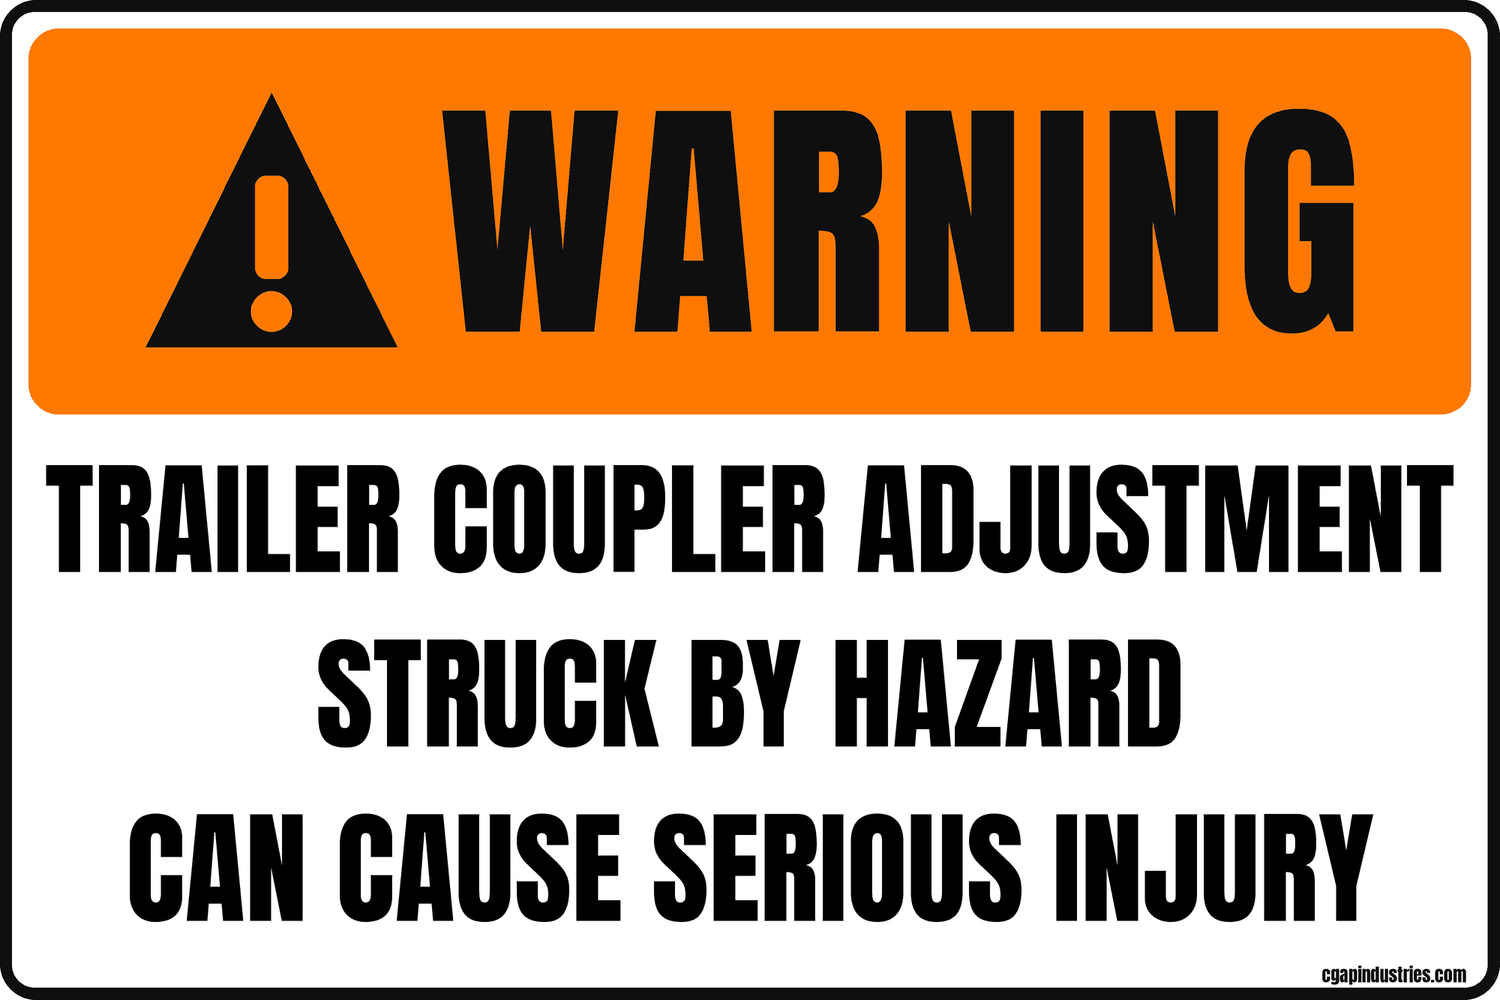 WARNING
TRAILER COUPLER ADJUSTMENT
STRUCK BY HAZARD
CAN CAUSE SERIOUS INJURY
cgapindustries.com